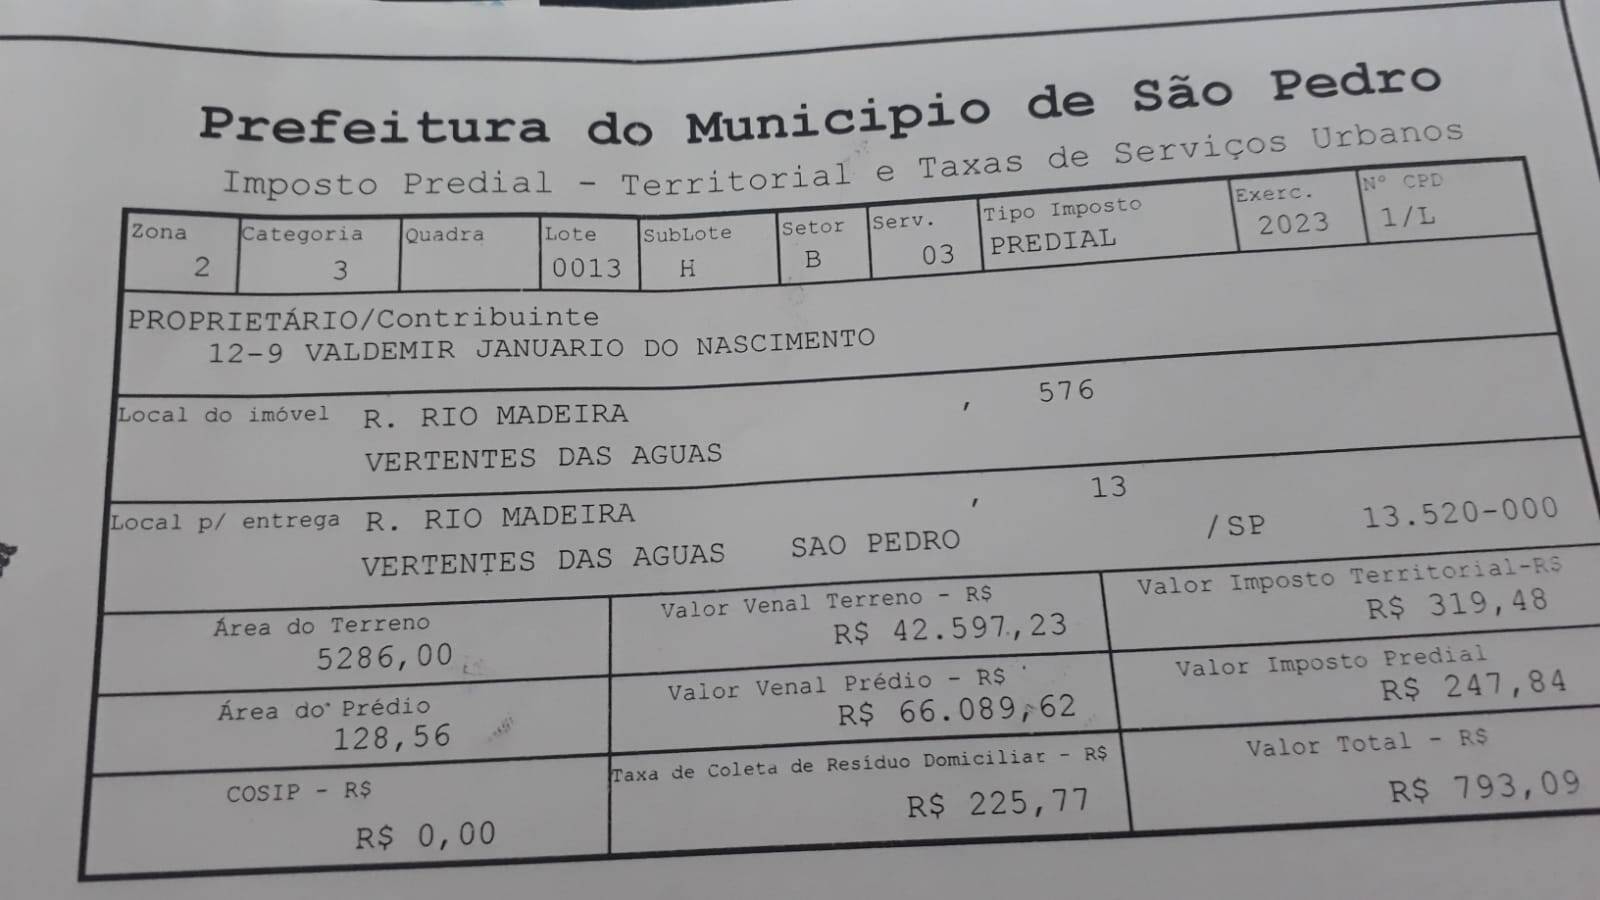 Prefeitura do Municipio de São Pedro
Imposto Predial - Territorial e Taxas de Serviços Urbanos
Zona Categoria Quadra Lote SubLote Setor Serv. Tipo Imposto Exerc. Nº CPD
2 3 0013 H B 03 PREDIAL 2023 1/L
PROPRIETÁRIO/Contribuinte
12-9 VALDEMIR JANUARIO DO NASCIMENTO
Local do imóvel R. RIO MADEIRA , 576
VERTENTES DAS AGUAS
Local p/ entrega R. RIO MADEIRA , 13
VERTENTES DAS AGUAS SAO PEDRO /SP 13.520-000
Área do Terreno Valor Venal Terreno - R$ Valor Imposto Territorial-R$
5286,00 R$ 42.597,23 R$ 319,48
Área do Prédio Valor Venal Prédio - R$ Valor Imposto Predial
128,56 R$ 66.089,62 R$ 247,84
COSIP - R$ Taxa de Coleta de Resíduo Domiciliar - R$ Valor Total - R$
R$ 0,00 R$ 225,77 R$ 793,09